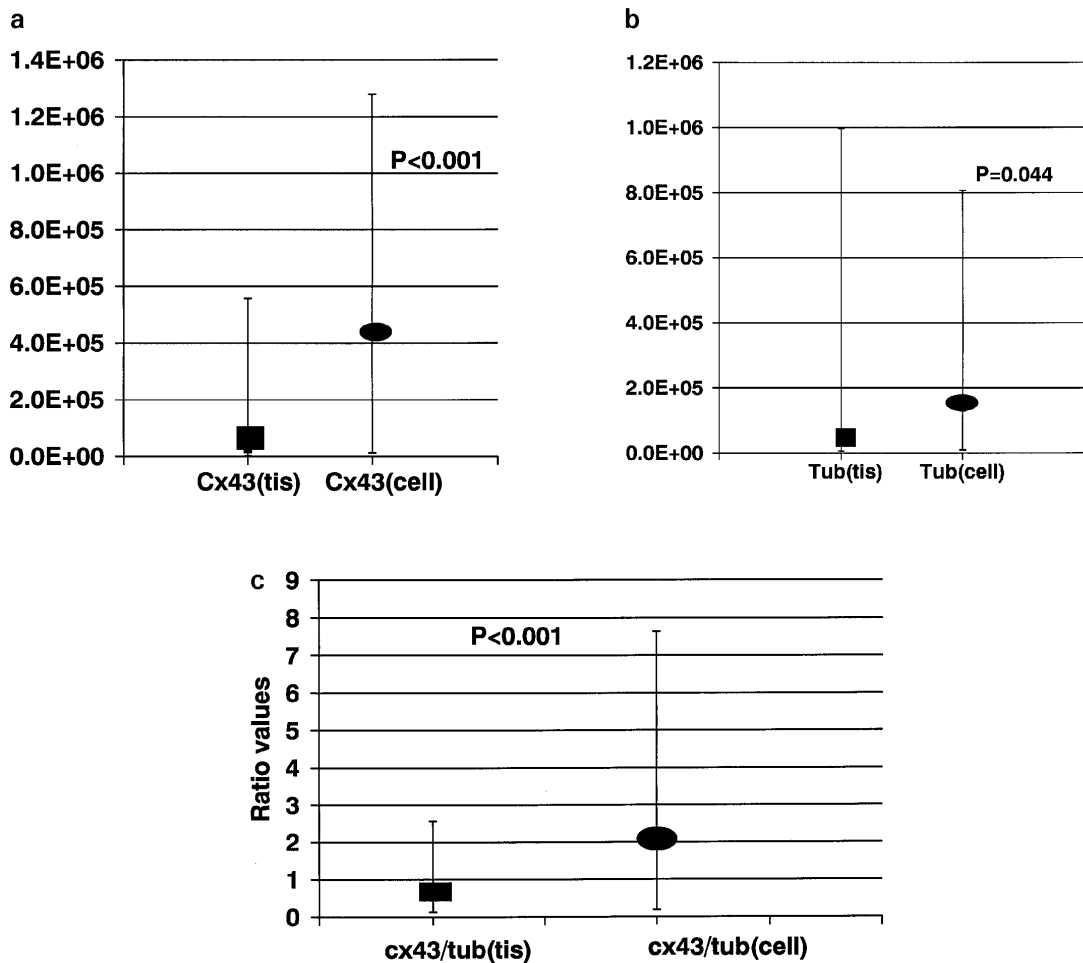 a
1.4E+06
1.2E+06
1.0E+06
8.0E+05
6.0E+05
4.0E+05
2.0E+05
0.0E+00
P<0.001
Cx43(tis) Cx43(cell)
b
1.2E+06
1.0E+06
8.0E+05
6.0E+05
4.0E+05
2.0E+05
0.0E+00
P=0.044
Tub(tis) Tub(cell)
c
Ratio values
9
8
7
6
5
4
3
2
1
0
P<0.001
cx43/tub(tis) cx43/tub(cell)